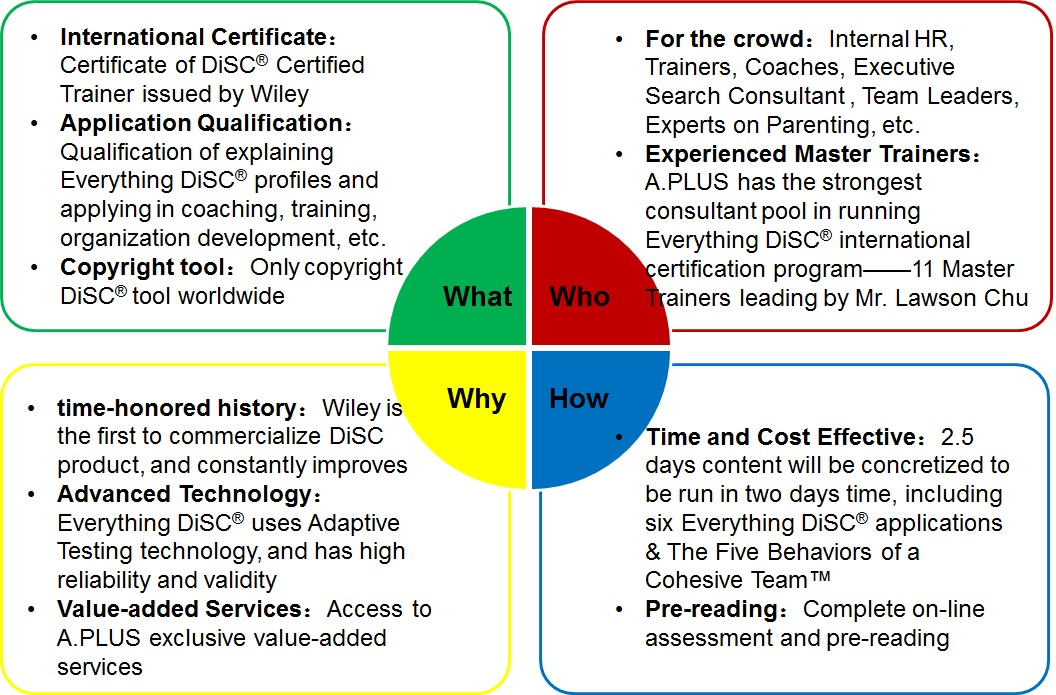 • International Certificate：
Certificate of DiSC® Certified
Trainer issued by Wiley
• Application Qualification：
Qualification of explaining
Everything DiSC® profiles and
applying in coaching, training,
organization development, etc.
• Copyright tool：Only copyright
DiSC® tool worldwide
What
• For the crowd：Internal HR,
Trainers, Coaches, Executive
Search Consultant , Team Leaders,
Experts on Parenting, etc.
• Experienced Master Trainers：
A.PLUS has the strongest
consultant pool in running
Everything DiSC® international
certification program——11 Master
Trainers leading by Mr. Lawson Chu
Who
• time-honored history：Wiley is
the first to commercialize DiSC
product, and constantly improves
• Advanced Technology：
Everything DiSC® uses Adaptive
Testing technology, and has high
reliability and validity
• Value-added Services：Access to
A.PLUS exclusive value-added
services
Why
How
• Time and Cost Effective：2.5
days content will be concretized to
be run in two days time, including
six Everything DiSC® applications
& The Five Behaviors of a
Cohesive Team™
• Pre-reading：Complete on-line
assessment and pre-reading